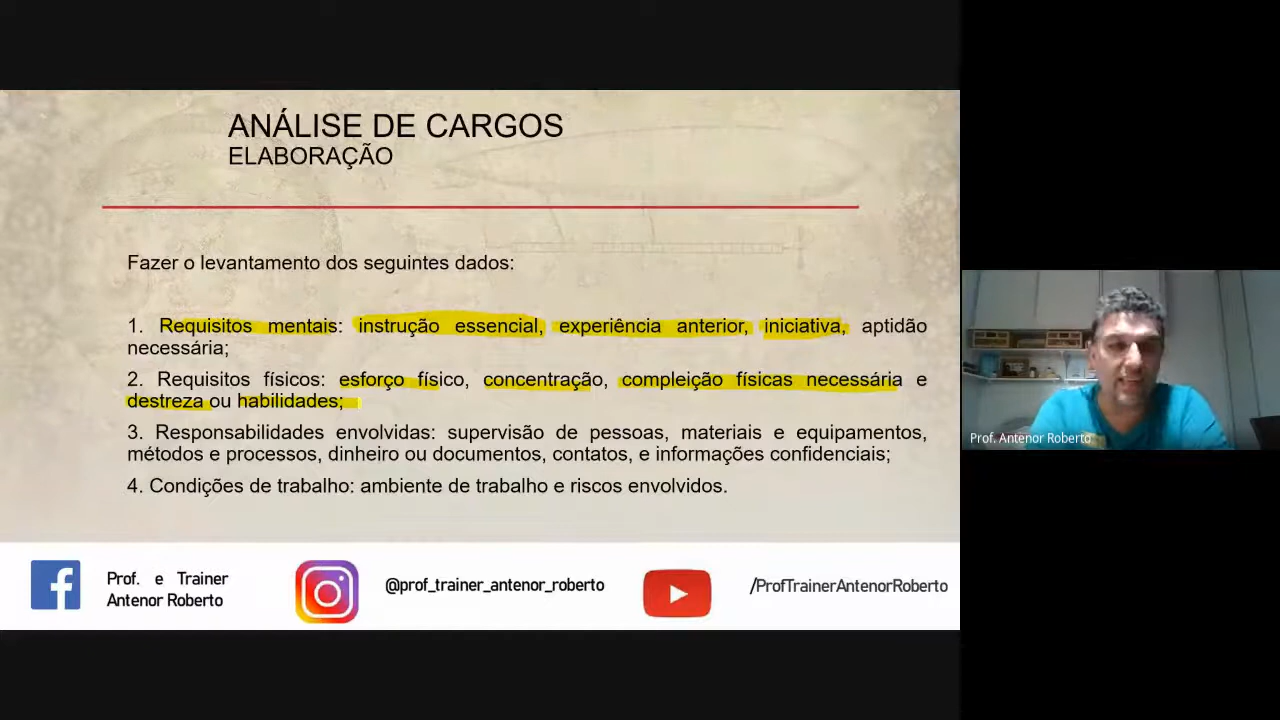 ANÁLISE DE CARGOS
ELABORAÇÃO
Fazer o levantamento dos seguintes dados:
1. Requisitos mentais: instrução essencial, experiência anterior, iniciativa, aptidão
necessária;
2. Requisitos físicos: esforço físico, concentração, compleição físicas necessária e
destreza ou habilidades;
3. Responsabilidades envolvidas: supervisão de pessoas, materiais e equipamentos,
métodos e processos, dinheiro ou documentos, contatos, e informações confidenciais;
4. Condições de trabalho: ambiente de trabalho e riscos envolvidos.
Prof. e Trainer
Antenor Roberto
@prof_trainer_antenor_roberto
/ProfTrainerAntenorRoberto
Prof. Antenor Roberto